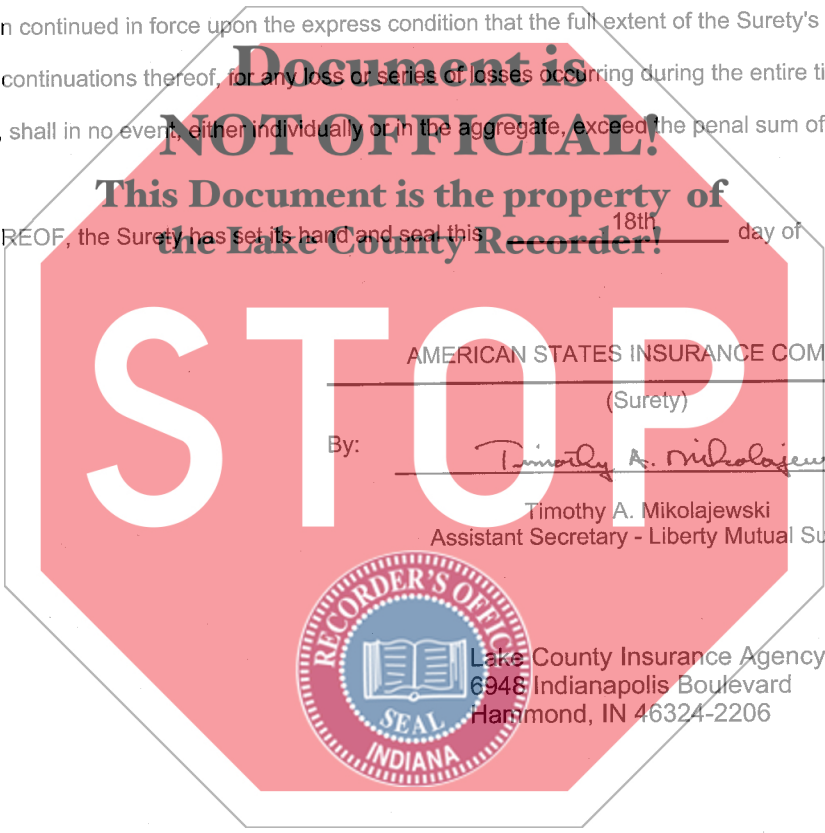 n continued in force upon the express condition that the full extent of the Surety's
Document is
continuations thereof, for any loss or series of losses occurring during the entire ti
NOT OFFICIAL!
, shall in no event, either individually or in the aggregate, exceed the penal sum of
This Document is the property of
the Lake County Recorder!
REOF, the Surety has set its hand and seal this 18th day of
STOP
AMERICAN STATES INSURANCE COM
(Surety)
By: Timothy A. Mikolajew
Timothy A. Mikolajewski
Assistant Secretary - Liberty Mutual Su
RECORDER'S OFFICE
SEAL
INDIANA
Lake County Insurance Agency
6948 Indianapolis Boulevard
Hammond, IN 46324-2206